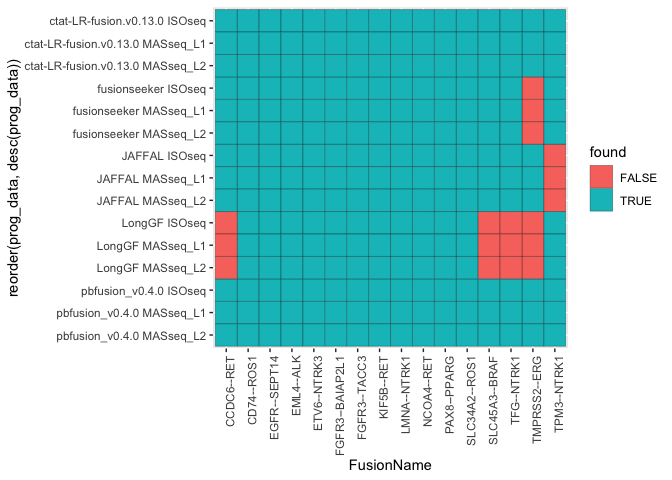 reorder(prog_data, desc(prog_data))
ctat-LR-fusion.v0.13.0 ISOseq
ctat-LR-fusion.v0.13.0 MASseq_L1
ctat-LR-fusion.v0.13.0 MASseq_L2
fusionseeker ISOseq
fusionseeker MASseq_L1
fusionseeker MASseq_L2
JAFFAL ISOseq
JAFFAL MASseq_L1
JAFFAL MASseq_L2
LongGF ISOseq
LongGF MASseq_L1
LongGF MASseq_L2
pbfusion_v0.4.0 ISOseq
pbfusion_v0.4.0 MASseq_L1
pbfusion_v0.4.0 MASseq_L2
CCDC6--RET
CD74--ROS1
EGFR--SEPT14
EML4--ALK
ETV6--NTRK3
FGFR3--BAIAP2L1
FGFR3--TACC3
KIF5B--RET
LMNA--NTRK1
NCOA4--RET
PAX8--PPARG
SLC34A2--ROS1
SLC45A3--BRAF
TFG--NTRK1
TMPRSS2--ERG
TPM3--NTRK1
FusionName
found
FALSE
TRUE